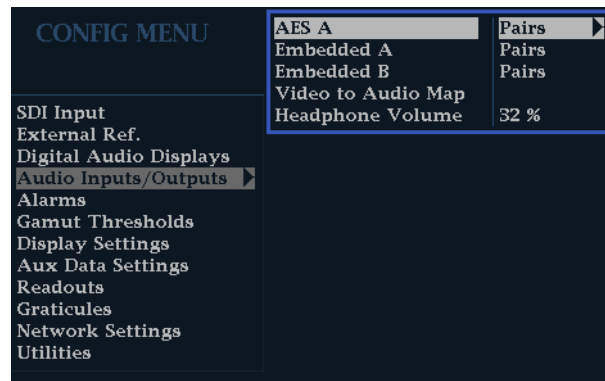 CONFIG MENU
AES A Pairs
Embedded A Pairs
Embedded B Pairs
Video to Audio Map
Headphone Volume 32 %
SDI Input
External Ref.
Digital Audio Displays
Audio Inputs/Outputs
Alarms
Gamut Thresholds
Display Settings
Aux Data Settings
Readouts
Graticules
Network Settings
Utilities